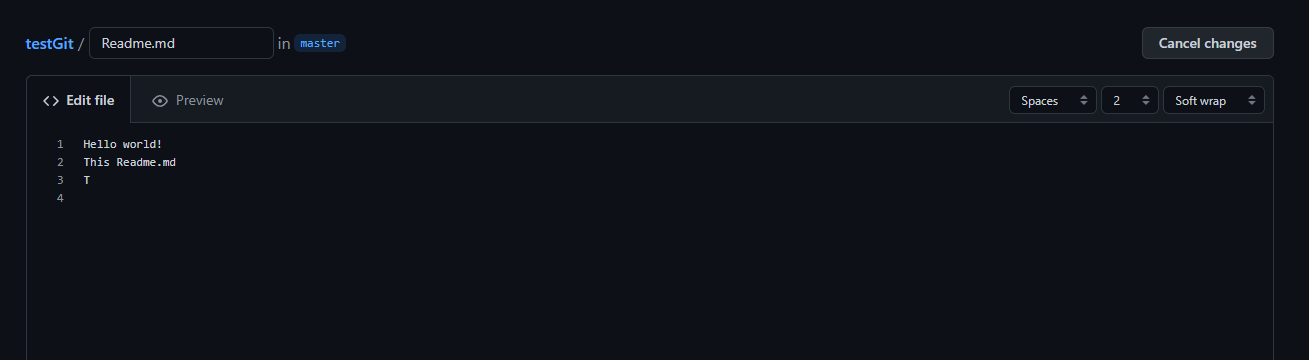 testGit / Readme.md in master
Cancel changes
<> Edit file
Preview
Spaces
2
Soft wrap
1 Hello world!
2 This Readme.md
3 T
4